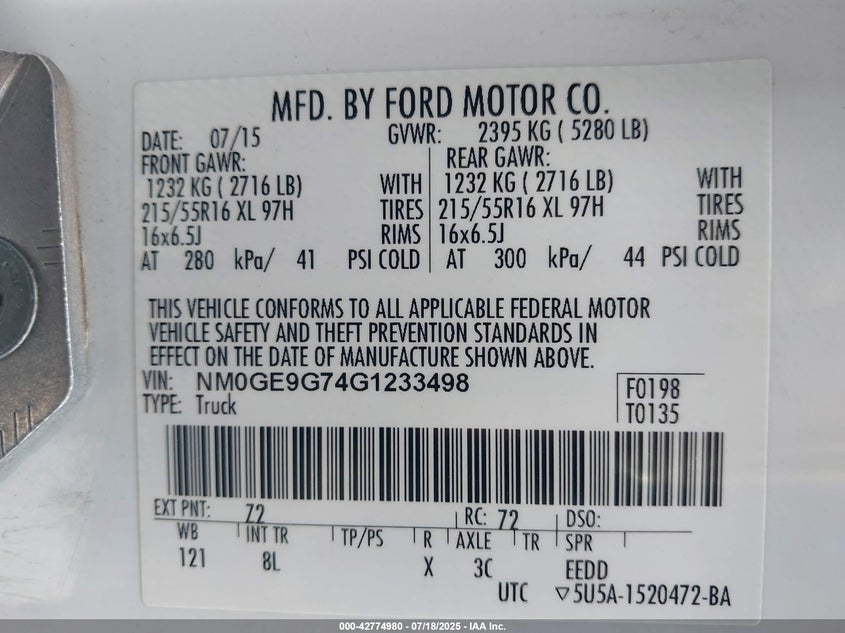 MFD. BY FORD MOTOR CO.
DATE: 07/15 GVWR: 2395 KG ( 5280 LB)
FRONT GAWR: REAR GAWR:
1232 KG ( 2716 LB) WITH 1232 KG ( 2716 LB) WITH
215/55R16 XL 97H TIRES 215/55R16 XL 97H TIRES
16x6.5J RIMS 16x6.5J RIMS
AT 280 kPa/ 41 PSI COLD AT 300 kPa/ 44 PSI COLD
THIS VEHICLE CONFORMS TO ALL APPLICABLE FEDERAL MOTOR
VEHICLE SAFETY AND THEFT PREVENTION STANDARDS IN
EFFECT ON THE DATE OF MANUFACTURE SHOWN ABOVE.
VIN: NM0GE9G74G1233498
F0198
TYPE: Truck
T0135
EXT PNT: Z2 RC: 72 DSO:
WB INT TR TP/PS R AXLE TR SPR
121 8L X 3C EEDD
UTC ▽5U5A-1520472-BA
000-42774980 - 07/18/2025 - IAA Inc.